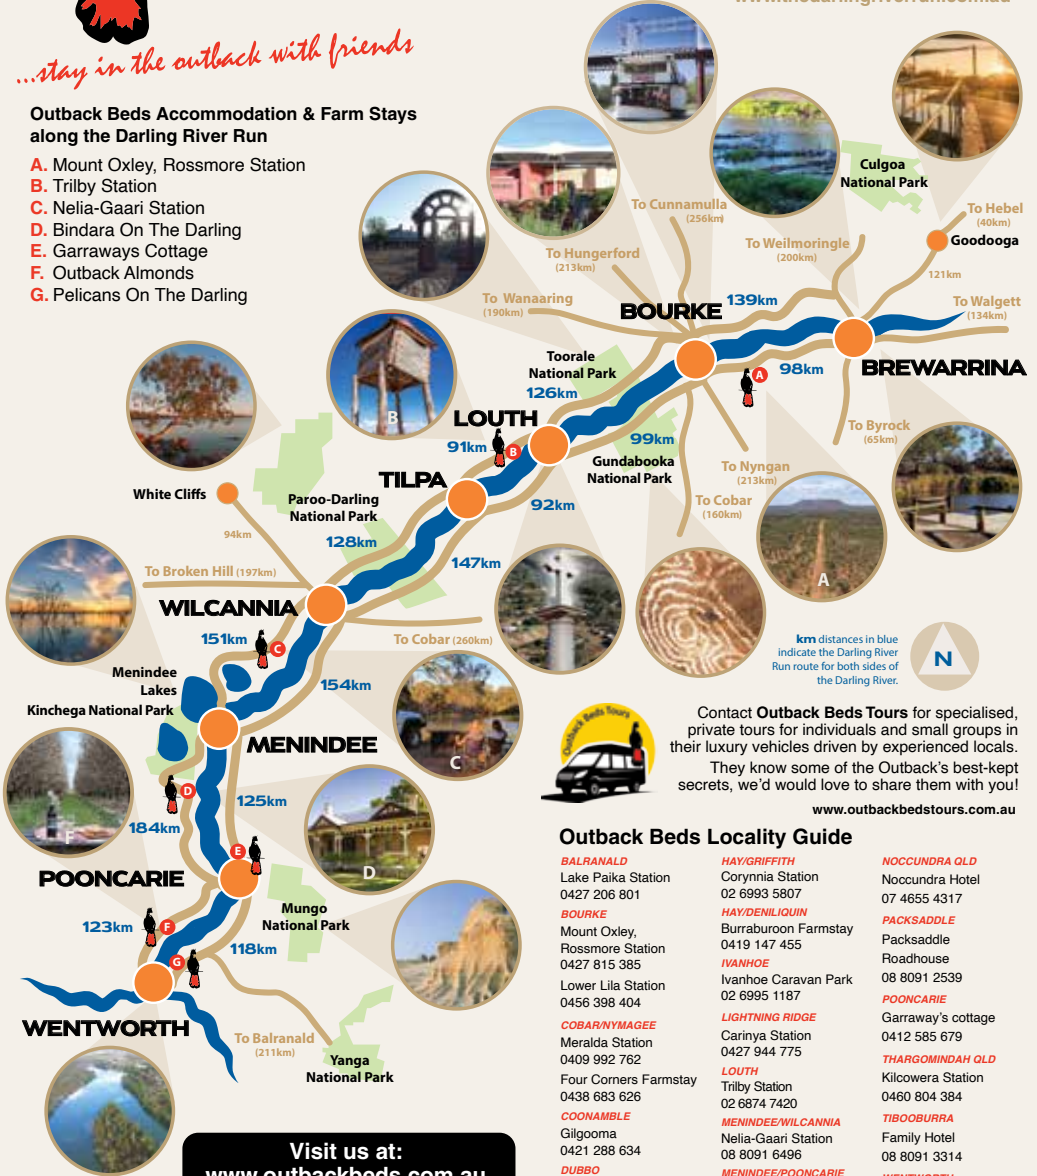 www.thedarlingriverrun.com.au
...stay in the outback with friends
Outback Beds Accommodation & Farm Stays
along the Darling River Run
A. Mount Oxley, Rossmore Station
B. Trilby Station
C. Nelia-Gaari Station
D. Bindara On The Darling
E. Garraways Cottage
F. Outback Almonds
G. Pelicans On The Darling
Culgoa
National Park
To Cunnamulla
(256km)
To Hebel
(40km)
Goodooga
To Weilmoringle
(200km)
To Hungerford
(213km)
121km
To Wanaaring
(190km)
BOURKE
139km
To Walgett
(134km)
BREWARRINA
Toorale
National Park
126km
98km
A
B
LOUTH
91km
B
99km
To Byrock
(65km)
Gundabooka
National Park
To Nyngan
(213km)
TILPA
White Cliffs
Paroo-Darling
National Park
92km
To Cobar
(160km)
94km
128km
147km
A
To Broken Hill (197km)
WILCANNIA
151km
C
To Cobar (260km)
km distances in blue
indicate the Darling River
Run route for both sides of
the Darling River.
N
Menindee
Lakes
Kinchega National Park
154km
MENINDEE
C
Outback Beds Tours
Contact Outback Beds Tours for specialised,
private tours for individuals and small groups in
their luxury vehicles driven by experienced locals.
They know some of the Outback's best-kept
secrets, we'd would love to share them with you!
www.outbackbedstours.com.au
D
125km
184km
F
E
D
POONCARIE
Mungo
National Park
123km
F
118km
G
WENTWORTH
To Balranald
(211km)
Yanga
National Park
Visit us at:
www.outbackbeds.com.au
Outback Beds Locality Guide
BALRANALD
Lake Paika Station
0427 206 801
BOURKE
Mount Oxley,
Rossmore Station
0427 815 385
Lower Lila Station
0456 398 404
COBAR/NYMAGEE
Meralda Station
0409 992 762
Four Corners Farmstay
0438 683 626
COONAMBLE
Gilgooma
0421 288 634
DUBBO
HAY/GRIFFITH
Corynnia Station
02 6993 5807
HAY/DENILIQUIN
Burraburoon Farmstay
0419 147 455
IVANHOE
Ivanhoe Caravan Park
02 6995 1187
LIGHTNING RIDGE
Carinya Station
0427 944 775
LOUTH
Trilby Station
02 6874 7420
MENINDEE/WILCANNIA
Nelia-Gaari Station
08 8091 6496
MENINDEE/POONCARIE
NOCCUNDRA QLD
Noccundra Hotel
07 4655 4317
PACKSADDLE
Packsaddle
Roadhouse
08 8091 2539
POONCARIE
Garraway's cottage
0412 585 679
THARGOMINDAH QLD
Kilcowera Station
0460 804 384
TIBOOBURRA
Family Hotel
08 8091 3314
WENTWORTH